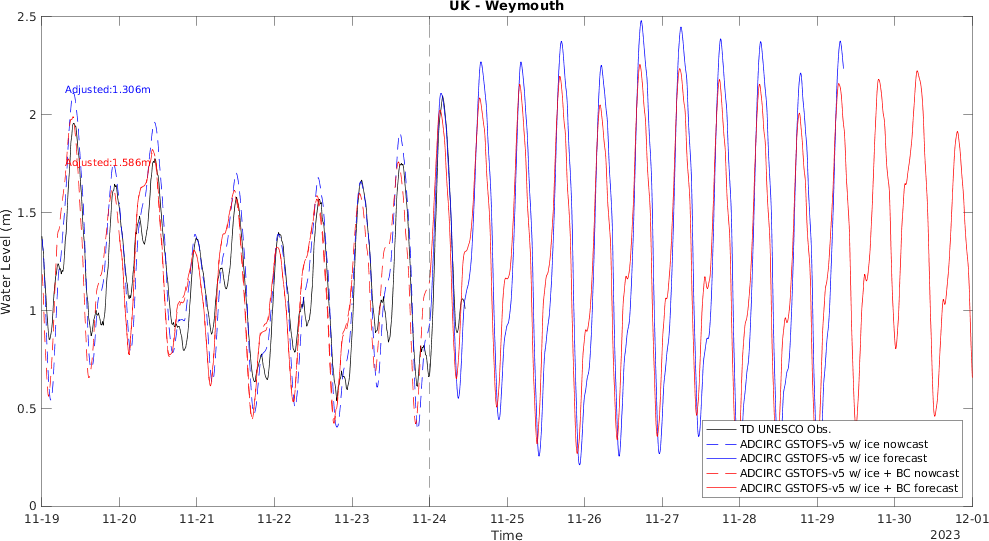 UK - Weymouth
2.5
2
1.5
1
0.5
0
Water Level (m)
Adjusted:1.306m
Adjusted:1.586m
TD UNESCO Obs.
ADCIRC GSTOFS-v5 w/ ice nowcast
ADCIRC GSTOFS-v5 w/ ice forecast
ADCIRC GSTOFS-v5 w/ ice + BC nowcast
ADCIRC GSTOFS-v5 w/ ice + BC forecast
11-19 11-20 11-21 11-22 11-23 11-24 11-25 11-26 11-27 11-28 11-29 11-30 12-01
Time
2023